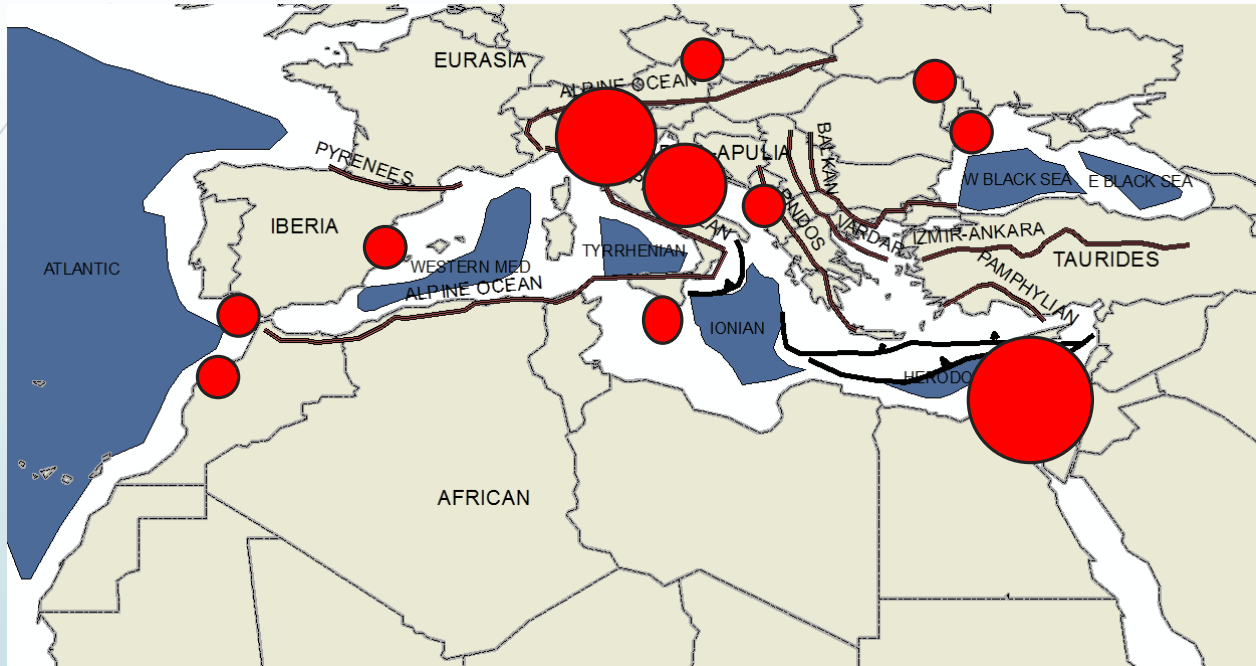 EURASIA
ALPINE OCEAN
BALKAN
-APULIA
PYRENEES
W BLACK SEA
E BLACK SEA
IBERIA
PINDOS
VARDAR
IZMIR-ANKARA
TAURIDES
TYRRHENIAN
ATLANTIC
WESTERN MED
ALPINE OCEAN
PAMPHYLIAN
IONIAN
HERODO
AFRICAN